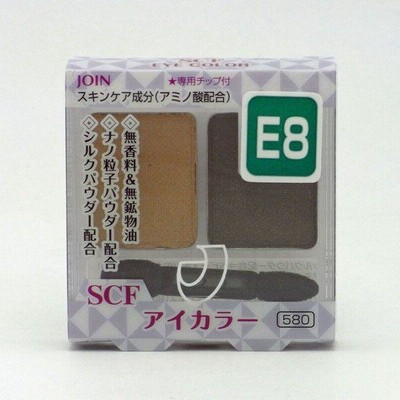 SCF
EYE COLOR
JOIN
★専用チップ付
スキンケア成分(アミノ酸配合)
E8
◇無香料&無鉱物油
◇ナノ粒子パウダー配合
◇シルクパウダー配合
SCF
アイカラー
580